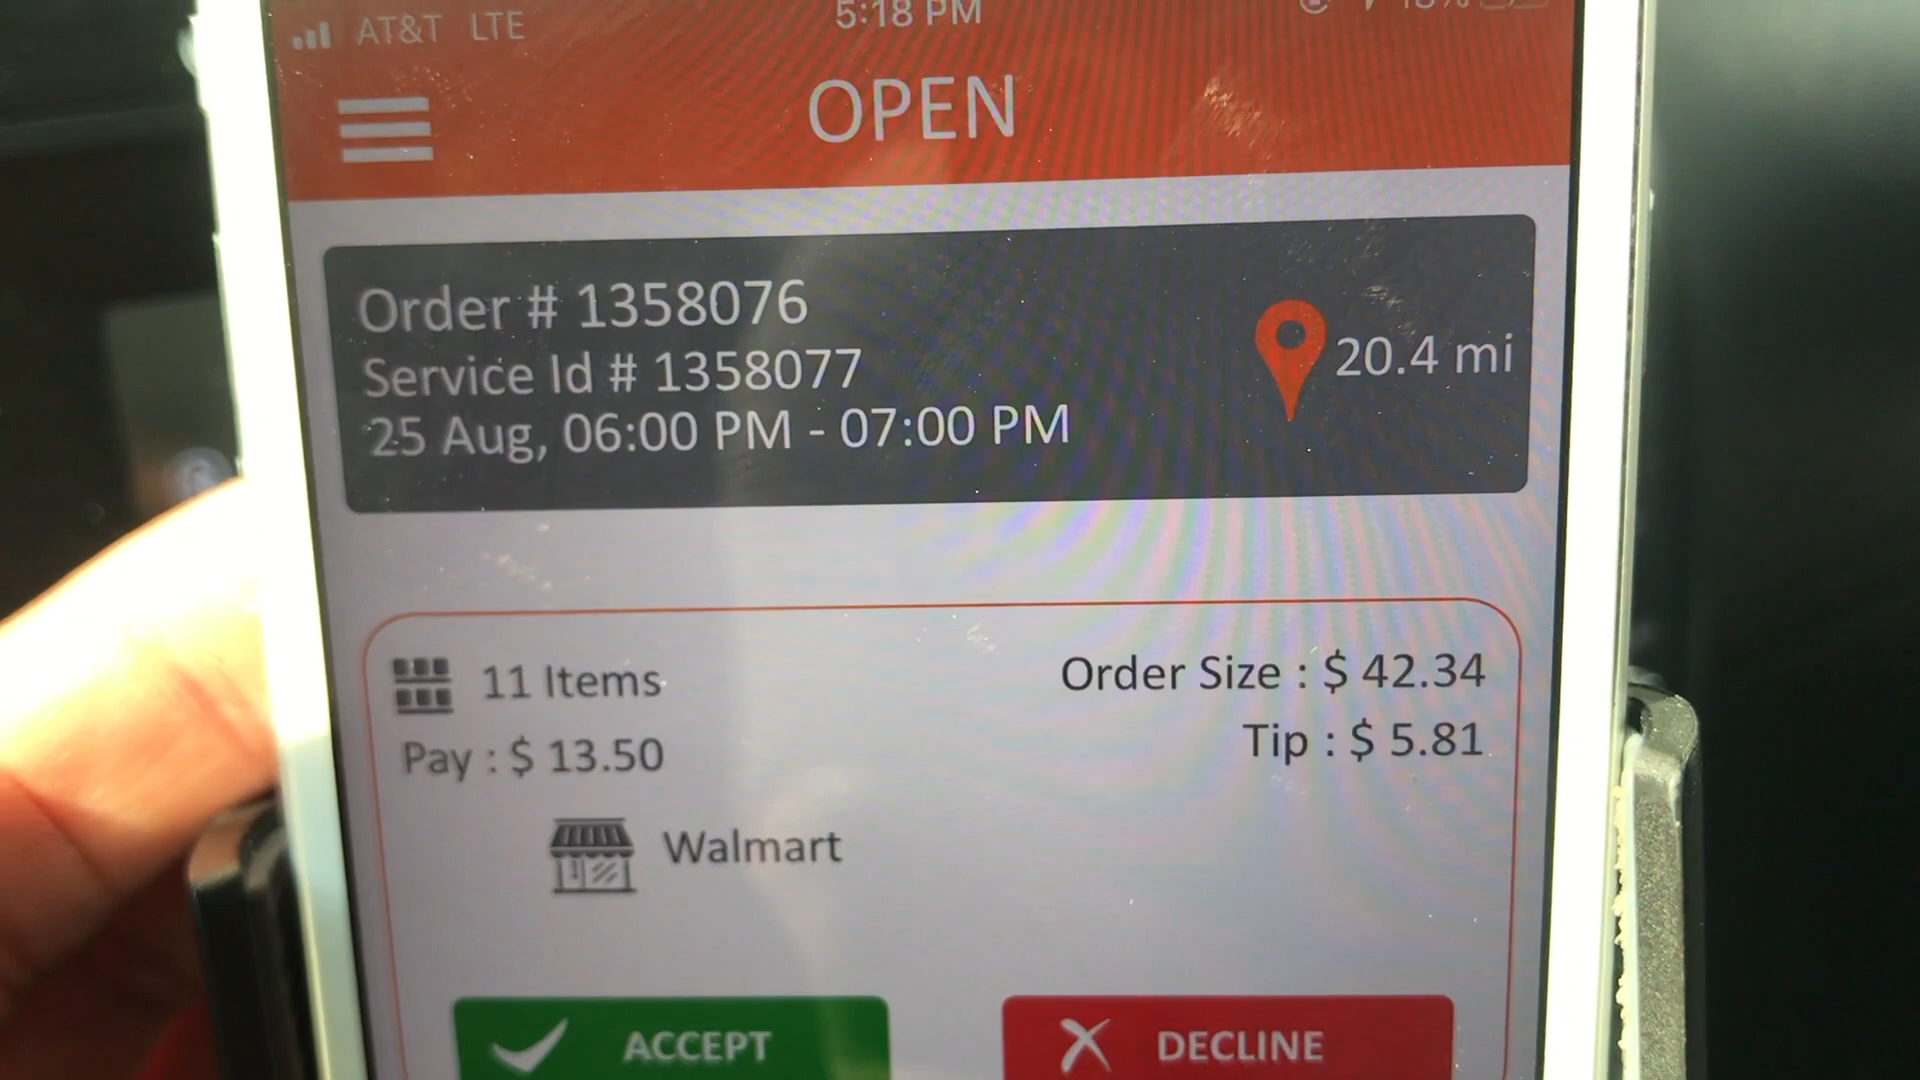 AT&T LTE 5:18 PM
OPEN
Order # 1358076
Service Id # 1358077
25 Aug, 06:00 PM - 07:00 PM
20.4 mi
11 Items
Order Size : $ 42.34
Pay : $ 13.50
Tip : $ 5.81
Walmart
ACCEPT
DECLINE